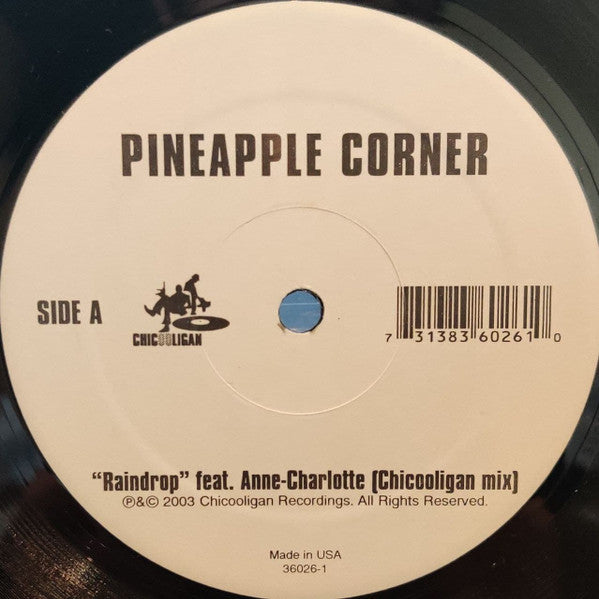 PINEAPPLE CORNER
SIDE A
CHICOOLIGAN
7 31383 60261 0
“Raindrop” feat. Anne-Charlotte (Chicooligan mix)
℗&© 2003 Chicooligan Recordings. All Rights Reserved.
Made in USA
36026-1